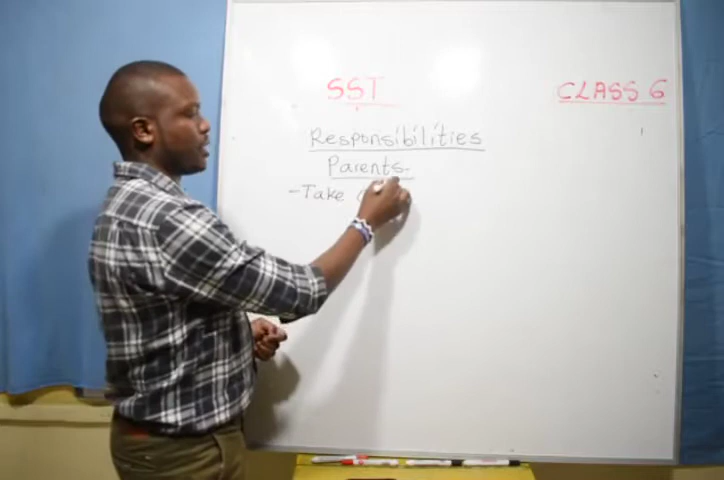 SST
CLASS 6
Responsibilities
Parents
-Take